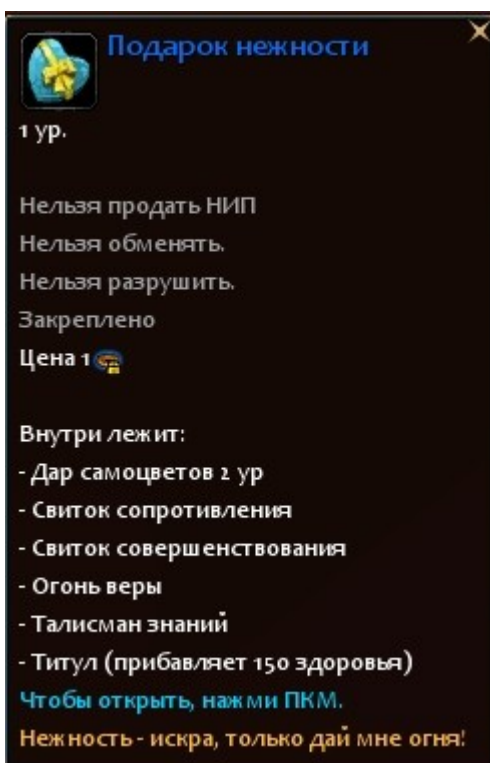 Подарок нежности
1 ур.
Нельзя продать НИП
Нельзя обменять.
Нельзя разрушить.
Закреплено
Цена 1
Внутри лежит:
- Дар самоцветов 2 ур
- Свиток сопротивления
- Свиток совершенствования
- Огонь веры
- Талисман знаний
- Титул (прибавляет 150 здоровья)
Чтобы открыть, нажми ПКМ.
Нежность - искра, только дай мне огня!